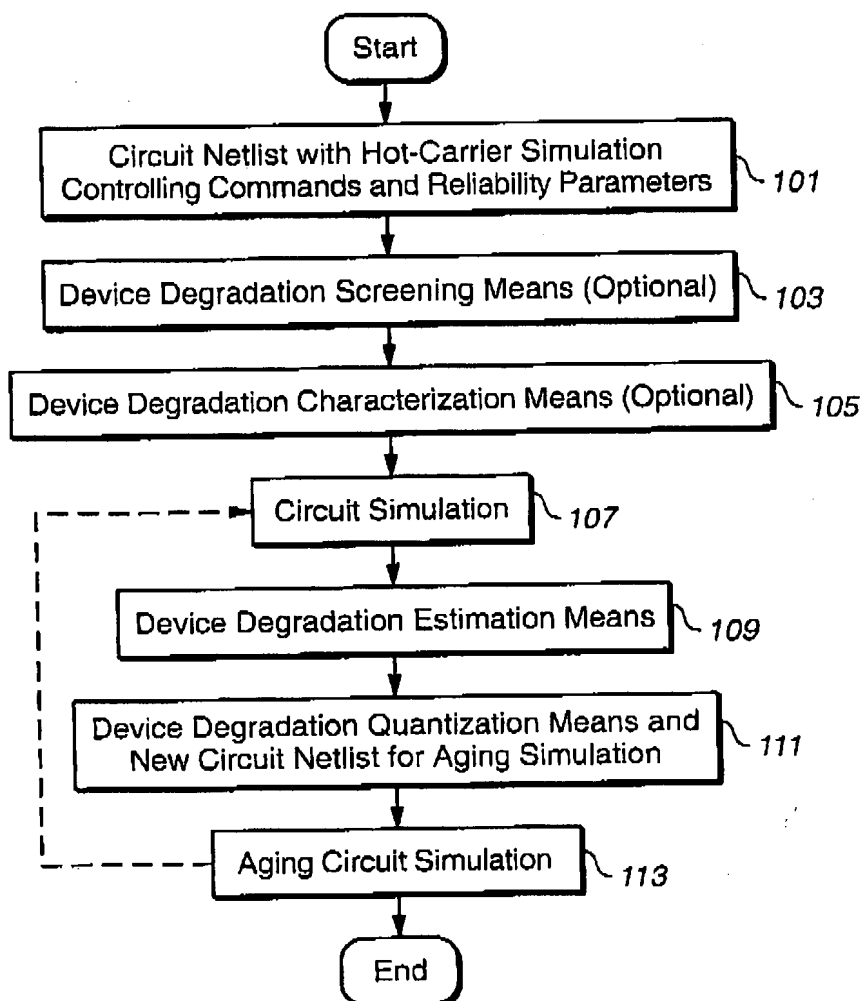 Start
Circuit Netlist with Hot-Carrier Simulation
Controlling Commands and Reliability Parameters
101
Device Degradation Screening Means (Optional)
103
Device Degradation Characterization Means (Optional)
105
Circuit Simulation
107
Device Degradation Estimation Means
109
Device Degradation Quantization Means and
New Circuit Netlist for Aging Simulation
111
Aging Circuit Simulation
113
End